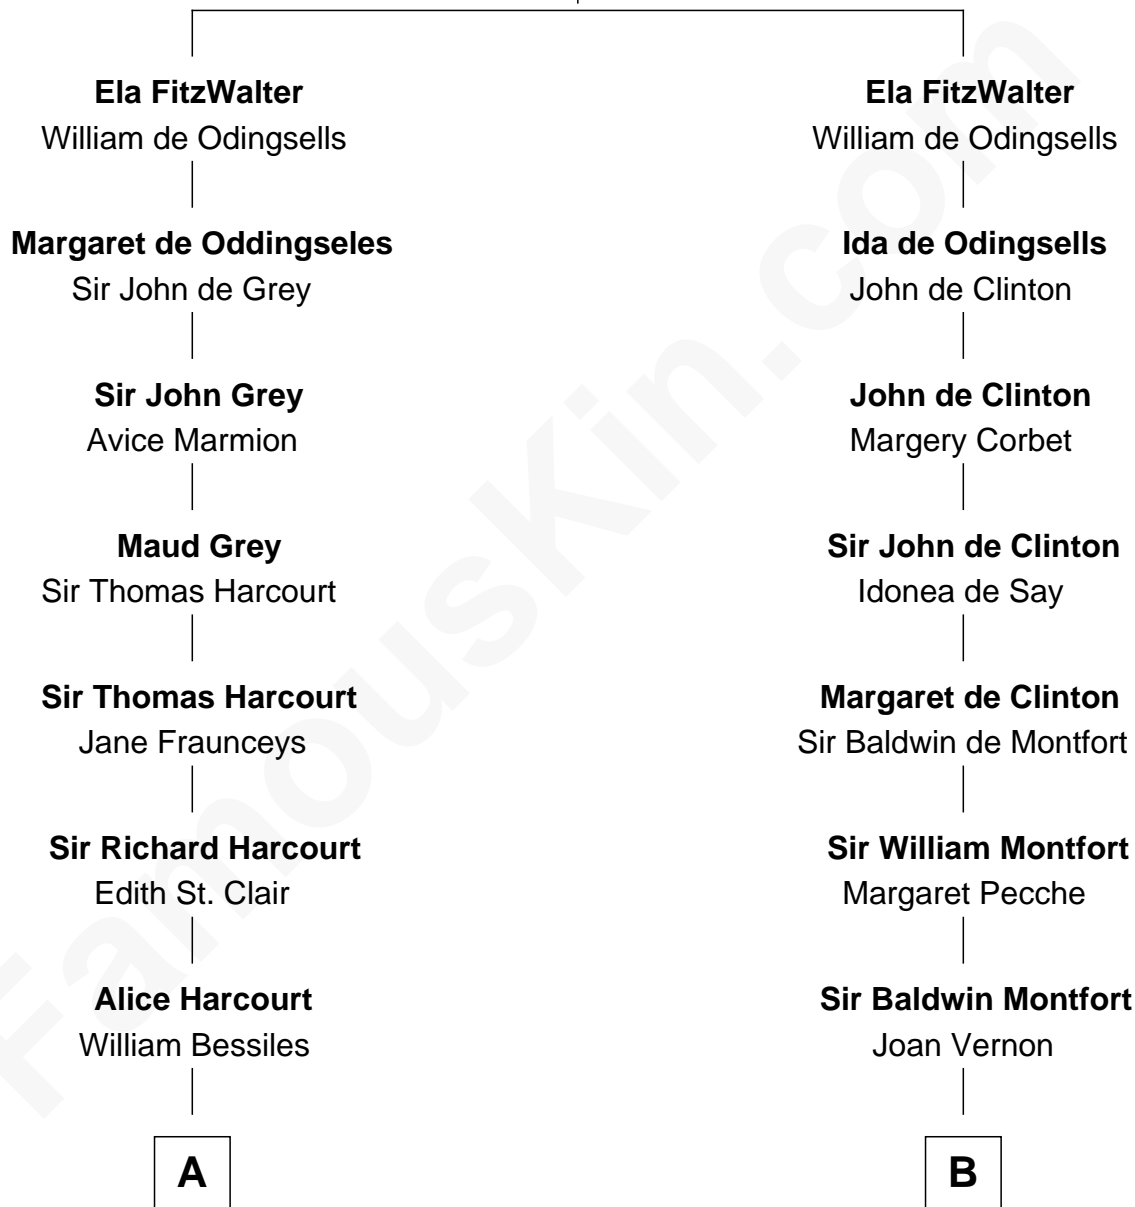 Ela FitzWalter
William de Odingsells
Margaret de Oddingseles
Sir John de Grey
Sir John Grey
Avice Marmion
Maud Grey
Sir Thomas Harcourt
Sir Thomas Harcourt
Jane Fraunceys
Sir Richard Harcourt
Edith St. Clair
Alice Harcourt
William Bessiles
A
Ela FitzWalter
William de Odingsells
Ida de Odingsells
John de Clinton
John de Clinton
Margery Corbet
Sir John de Clinton
Idonea de Say
Margaret de Clinton
Sir Baldwin de Montfort
Sir William Montfort
Margaret Pecche
Sir Baldwin Montfort
Joan Vernon
B
FamousKin.com